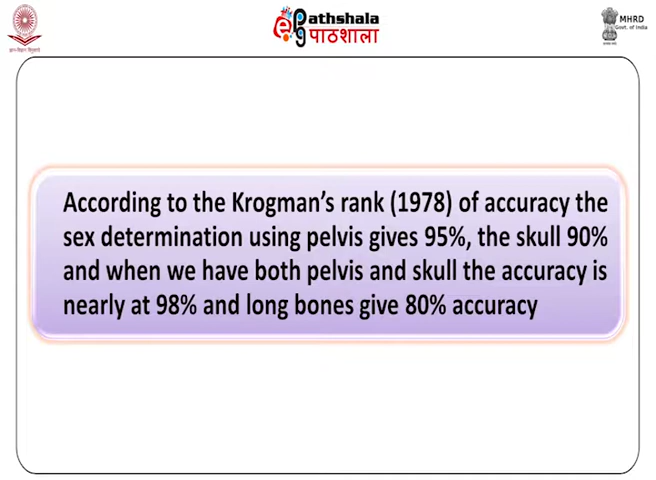 ePathshala
पाठशाला
MHRD
Govt. of India
According to the Krogman's rank (1978) of accuracy the
sex determination using pelvis gives 95%, the skull 90%
and when we have both pelvis and skull the accuracy is
nearly at 98% and long bones give 80% accuracy